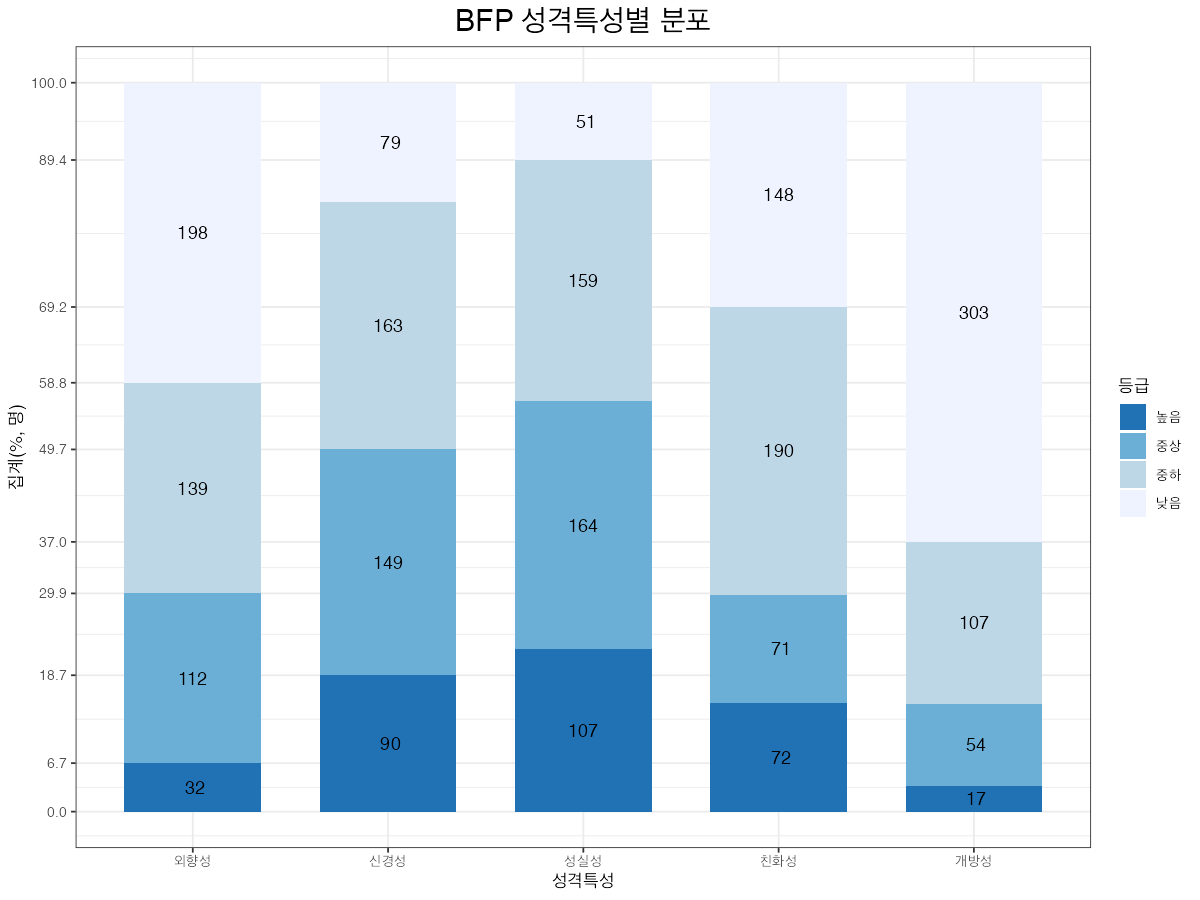 BFP 성격특성별 분포
집계(%, 명)
100.0
89.4
69.2
58.8
49.7
37.0
29.9
18.7
6.7
0.0
198
139
112
32
79
163
149
90
51
159
164
107
148
190
71
72
303
107
54
17
외향성
신경성
성실성
친화성
개방성
성격특성
등급
높음
중상
중하
낮음